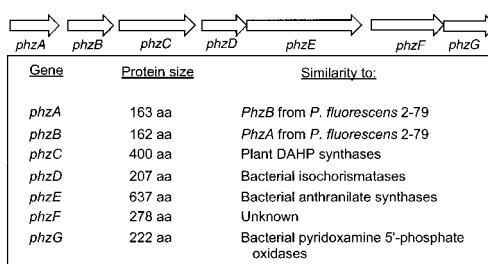 phzA phzB phzC phzD phzE phzF phzG
Gene Protein size Similarity to:
phzA 163 aa PhzB from P. fluorescens 2-79
phzB 162 aa PhzA from P. fluorescens 2-79
phzC 400 aa Plant DAHP synthases
phzD 207 aa Bacterial isochorismatases
phzE 637 aa Bacterial anthranilate synthases
phzF 278 aa Unknown
phzG 222 aa Bacterial pyridoxamine 5'-phosphate
oxidases